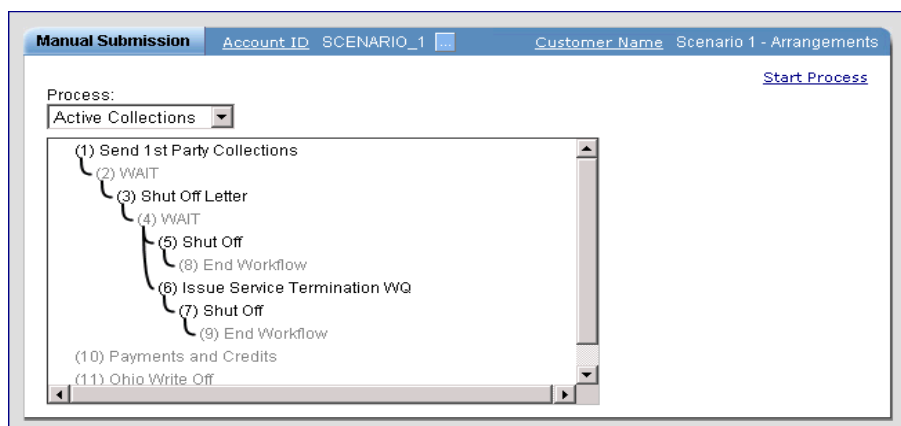 Manual Submission Account ID SCENARIO_1 ... Customer Name Scenario 1 - Arrangements
Start Process
Process:
Active Collections
(1) Send 1st Party Collections
(2) WAIT
(3) Shut Off Letter
(4) WAIT
(5) Shut Off
(8) End Workflow
(6) Issue Service Termination WQ
(7) Shut Off
(9) End Workflow
(10) Payments and Credits
(11) Ohio Write Off